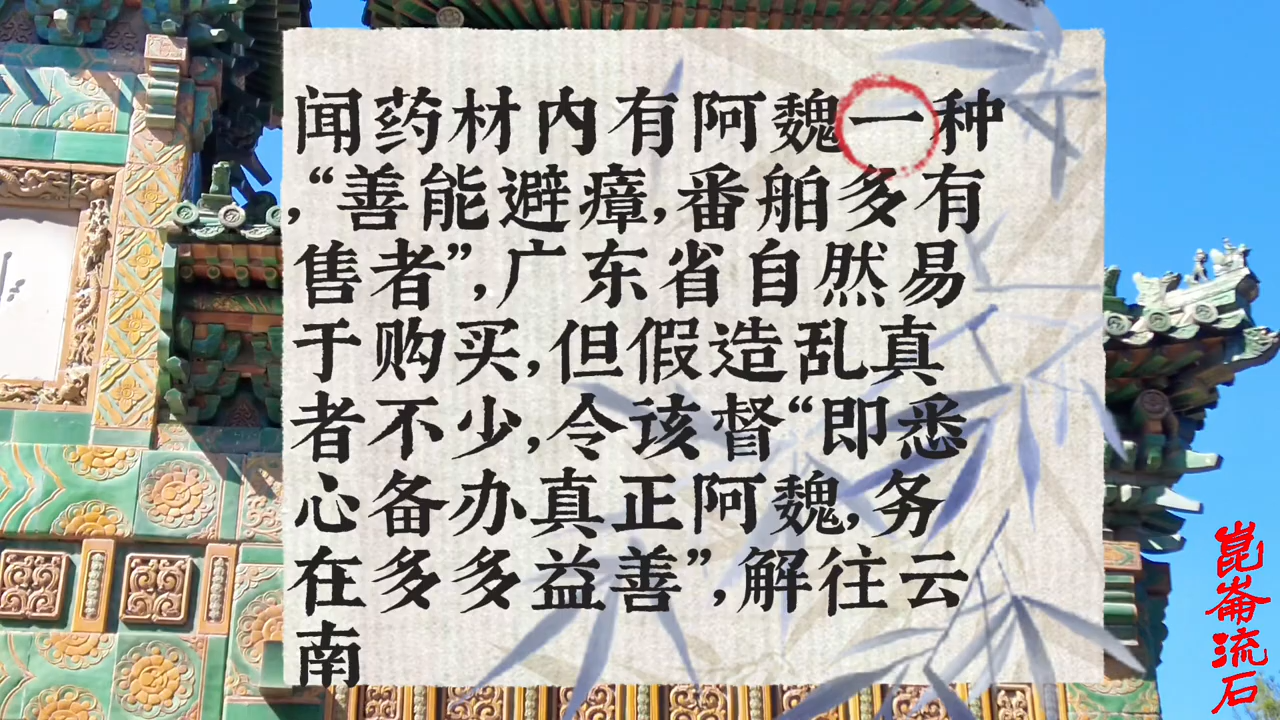 闻药材内有阿魏一种
,“善能避瘴,番舶多有
售者”,广东省自然易
于购买,但假造乱真
者不少,令该督“即悉
心备办真正阿魏,务
在多多益善”,解往云
南
崑崙流石